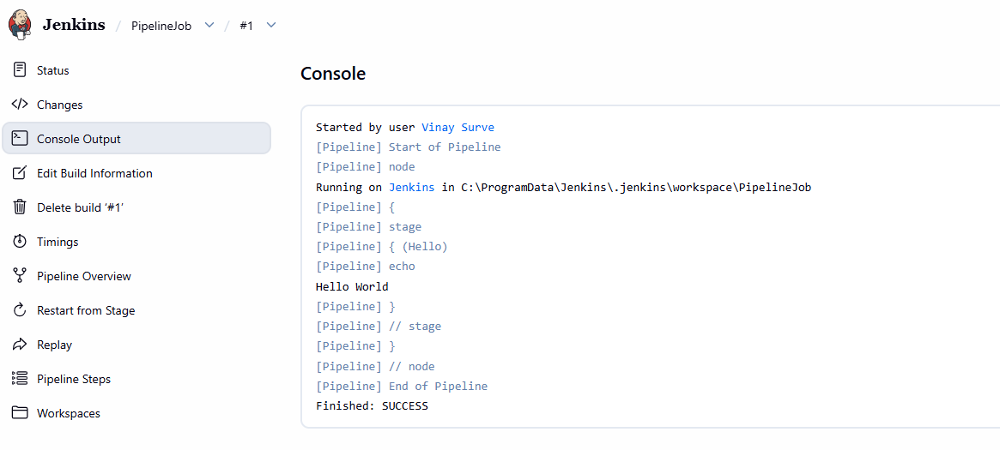 Jenkins / PipelineJob / #1
Status
Changes
Console Output
Edit Build Information
Delete build ‘#1’
Timings
Pipeline Overview
Restart from Stage
Replay
Pipeline Steps
Workspaces
Console
Started by user Vinay Surve
[Pipeline] Start of Pipeline
[Pipeline] node
Running on Jenkins in C:\ProgramData\Jenkins\.jenkins\workspace\PipelineJob
[Pipeline] {
[Pipeline] stage
[Pipeline] { (Hello)
[Pipeline] echo
Hello World
[Pipeline] }
[Pipeline] // stage
[Pipeline] }
[Pipeline] // node
[Pipeline] End of Pipeline
Finished: SUCCESS